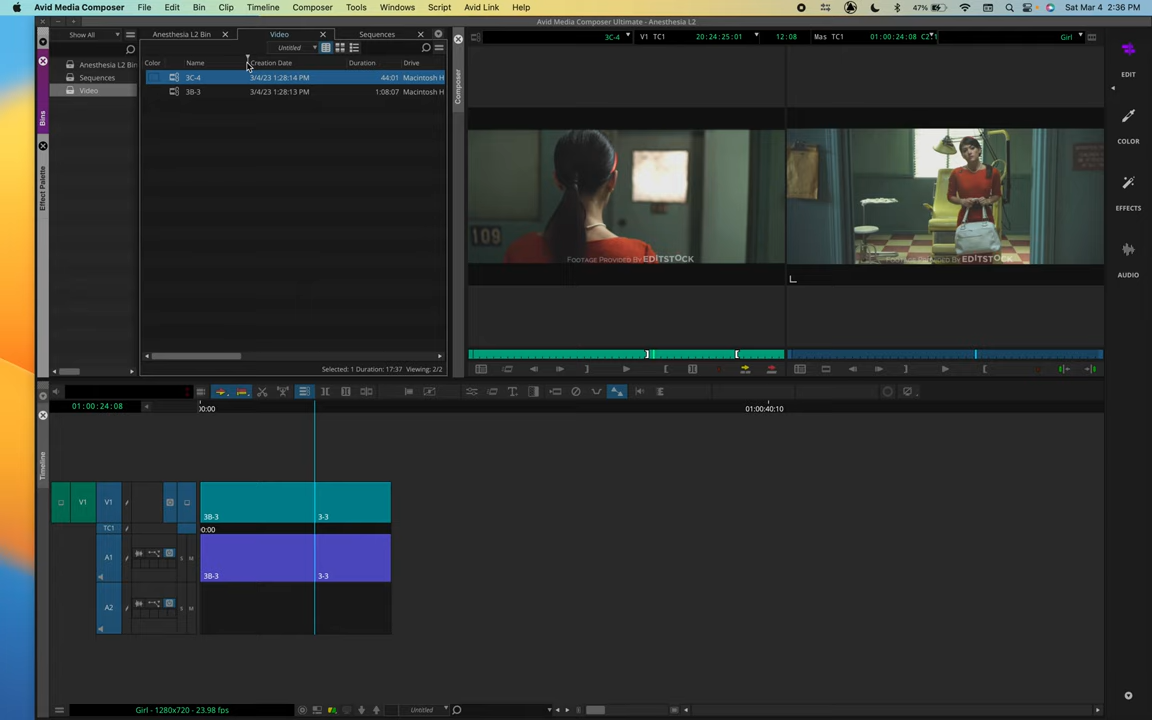 Avid Media Composer File Edit Bin Clip Timeline Composer Tools Windows Script Avid Link Help 47% Sat Mar 4 2:36 PM
Avid Media Composer Ultimate - Anesthesia L2
Show All Anesthesia L2 Bin Video Sequences
Untitled
3C-4 V1 TC1 20:24:25:01 12:08 Mas TC1 01:00:24:08 Girl
Color Name Creation Date Duration Drive
Anesthesia L2 Bin
Sequences
Video
3C-4 3/4/23 1:28:14 PM 44:01 Macintosh H
3B-3 3/4/23 1:28:13 PM 1:08:07 Macintosh H
Bins
Effect Palette
Composer
109
FOOTAGE PROVIDED BY EDITSTOCK
FOOTAGE PROVIDED BY EDITSTOCK
EDIT
COLOR
EFFECTS
AUDIO
Selected: 1 Duration: 17:37 Viewing: 2/2
01:00:24:08 00:00 01:00:40:10
Timeline
V1 V1 3B-3 3-3
TC1 0:00
A1 S M 3B-3 3-3
A2 S M
Girl - 1280x720 - 23.98 fps Untitled